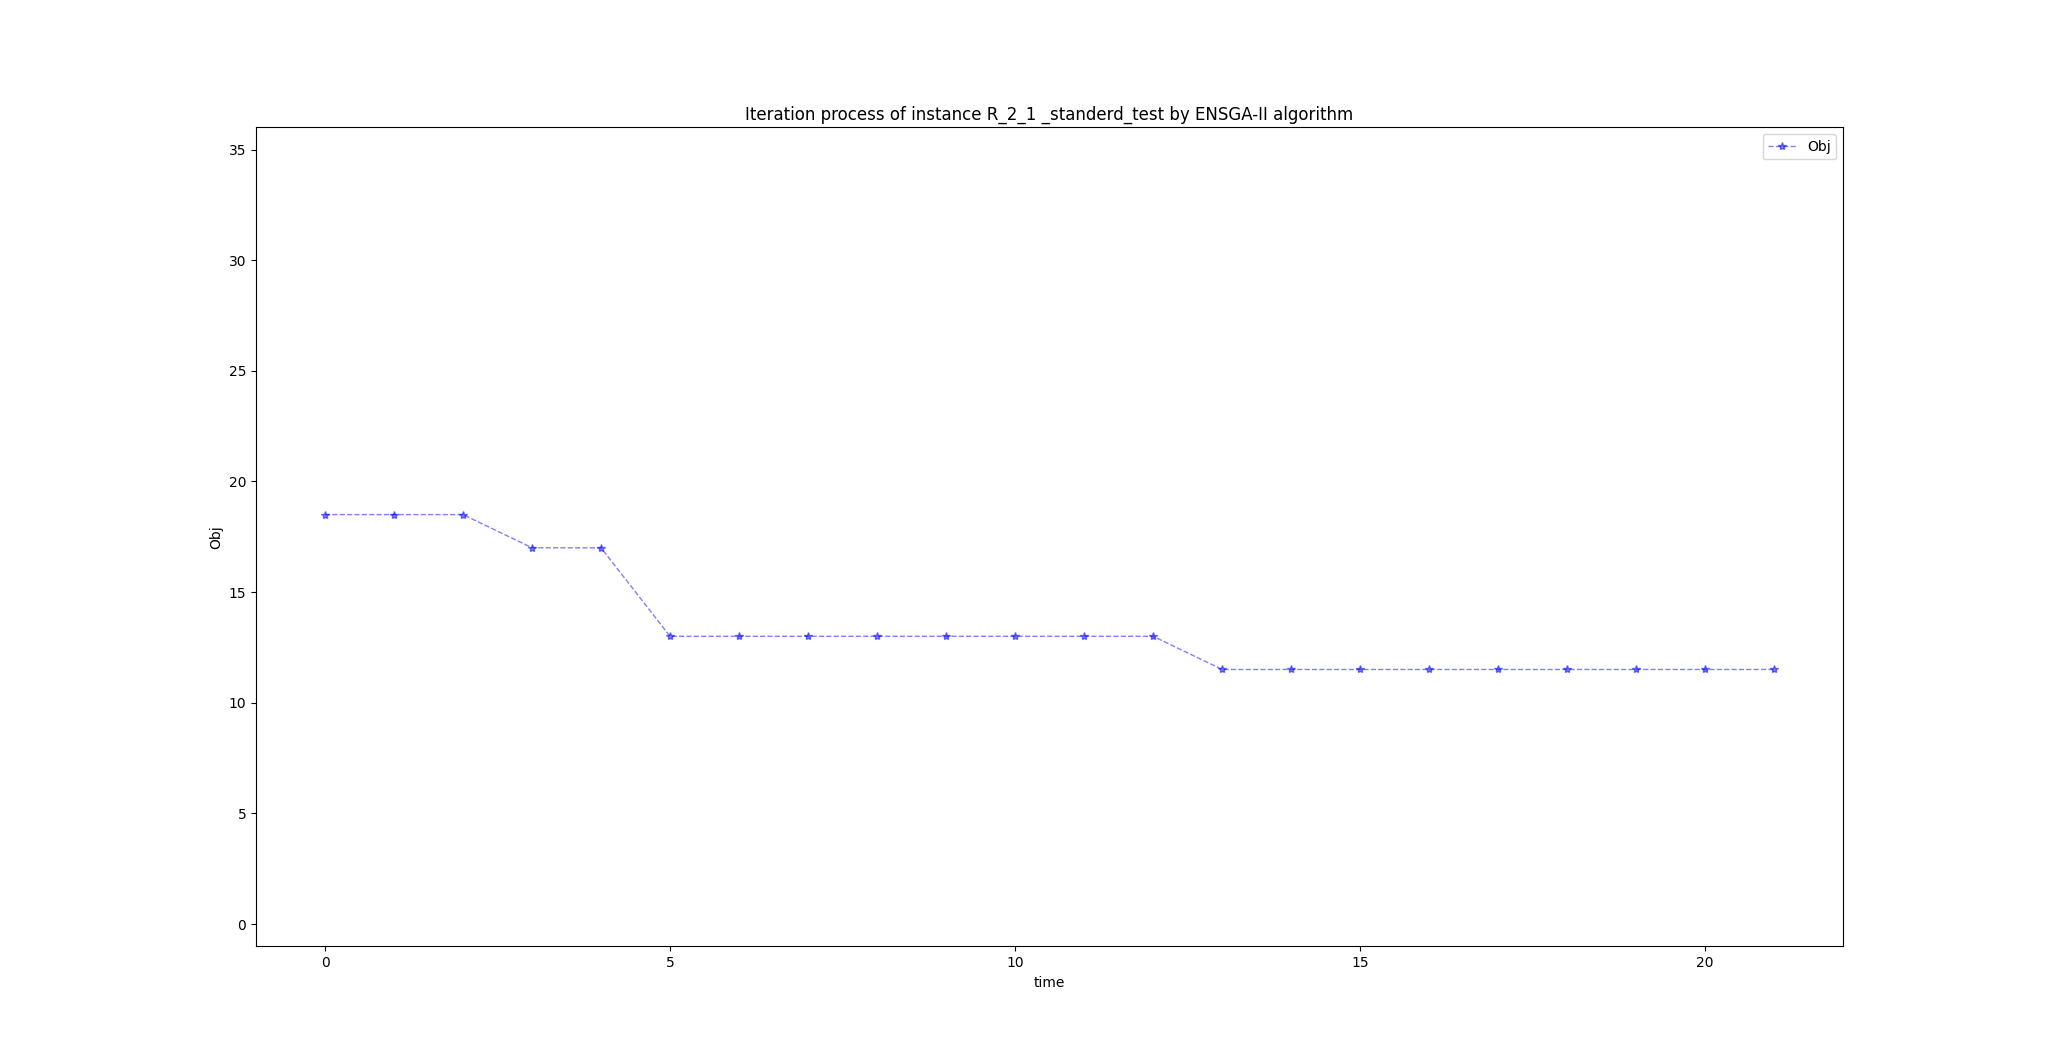 Iteration process of instance R_2_1 _standerd_test by ENSGA-II algorithm
Obj
35
30
25
20
15
10
5
0
Obj
0 5 10 15 20
time